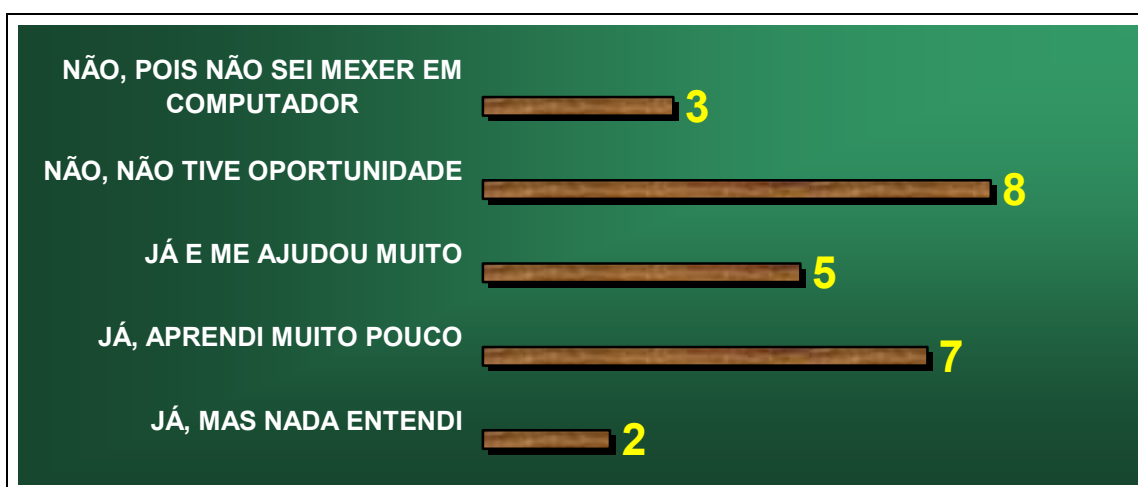 NÃO, POIS NÃO SEI MEXER EM
COMPUTADOR
3
NÃO, NÃO TIVE OPORTUNIDADE
8
JÁ E ME AJUDOU MUITO
5
JÁ, APRENDI MUITO POUCO
7
JÁ, MAS NADA ENTENDI
2